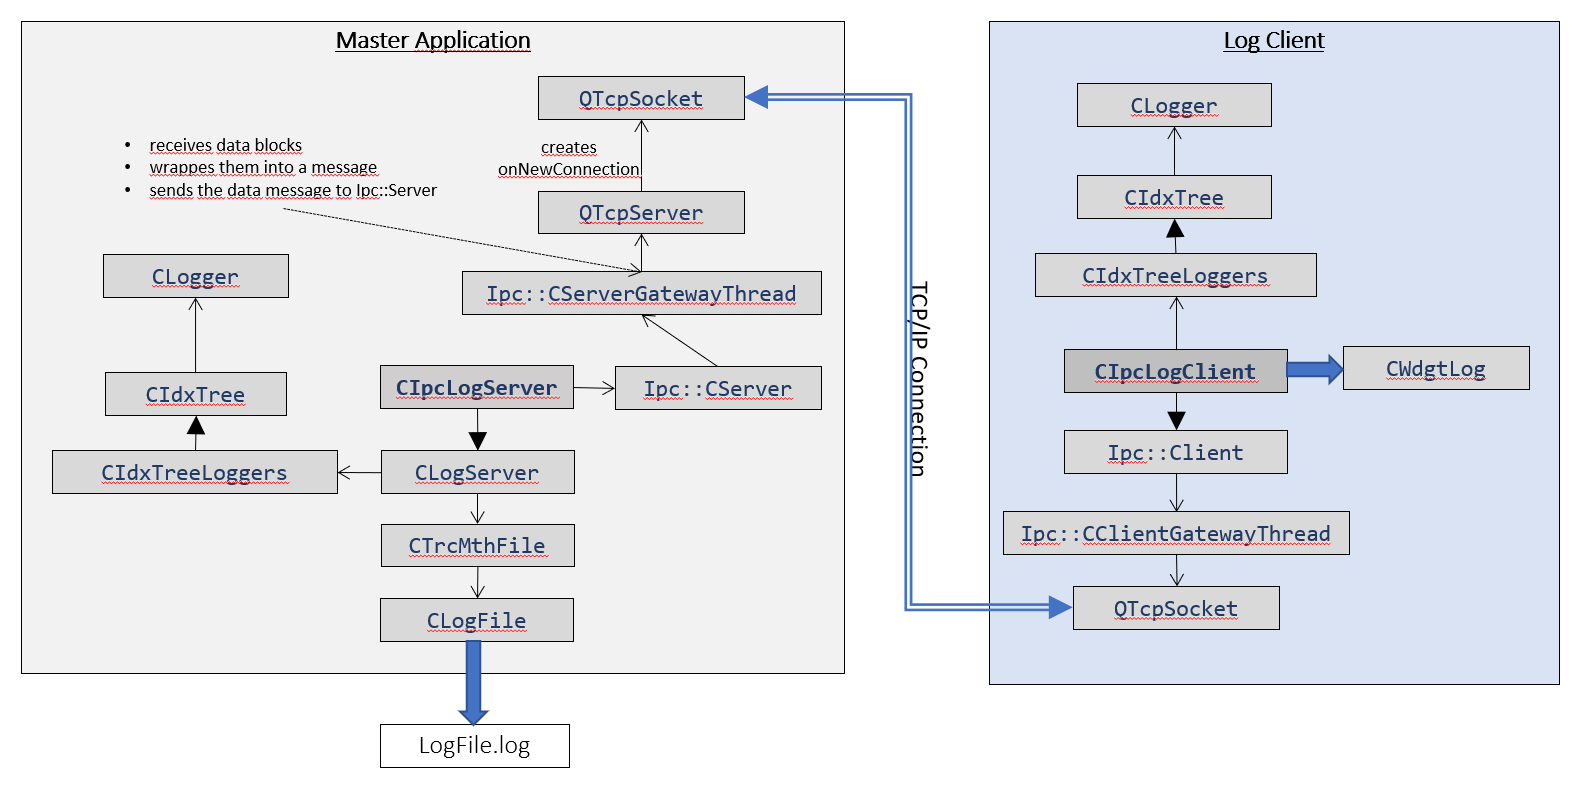 Master Application
QTcpSocket
• receives data blocks
• wrappes them into a message
• sends the data message to Ipc::Server
creates
onNewConnection
QTcpServer
CLogger
Ipc::CServerGatewayThread
CIdxTree
CIpcLogServer
Ipc::CServer
CIdxTreeLoggers
CLogServer
CTrcMthFile
CLogFile
LogFile.log
TCP/IP Connection
Log Client
CLogger
CIdxTree
CIdxTreeLoggers
CIpcLogClient
CWdgtLog
Ipc::Client
Ipc::CClientGatewayThread
QTcpSocket